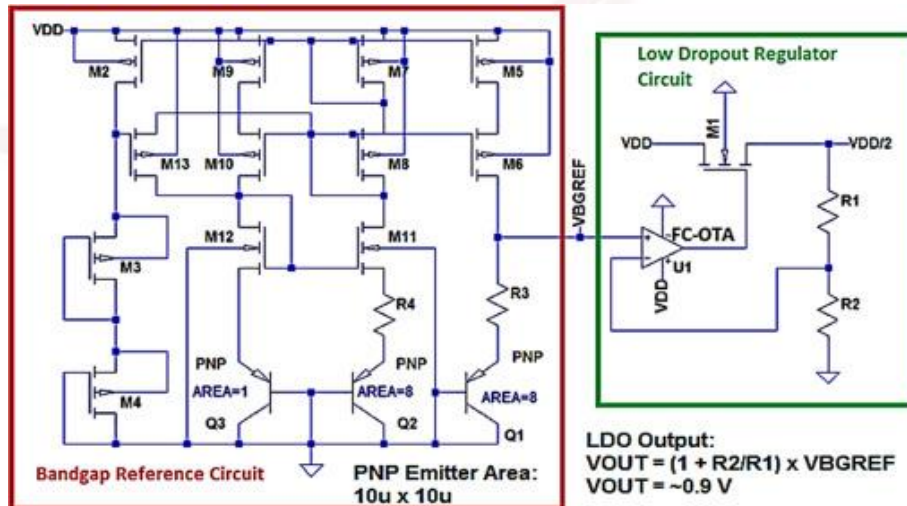 VDD
M2
M9
M7
M5
M13
M10
M8
M6
M12
M11
M3
M4
R4
R3
PNP
AREA=1
Q3
PNP
AREA=8
Q2
PNP
AREA=8
Q1
Bandgap Reference Circuit
PNP Emitter Area:
10u x 10u
VBGREF
Low Dropout Regulator
Circuit
M1
VDD
VDD/2
FC-OTA
U1
VDD
R1
R2
LDO Output:
VOUT = (1 + R2/R1) x VBGREF
VOUT = ~0.9 V